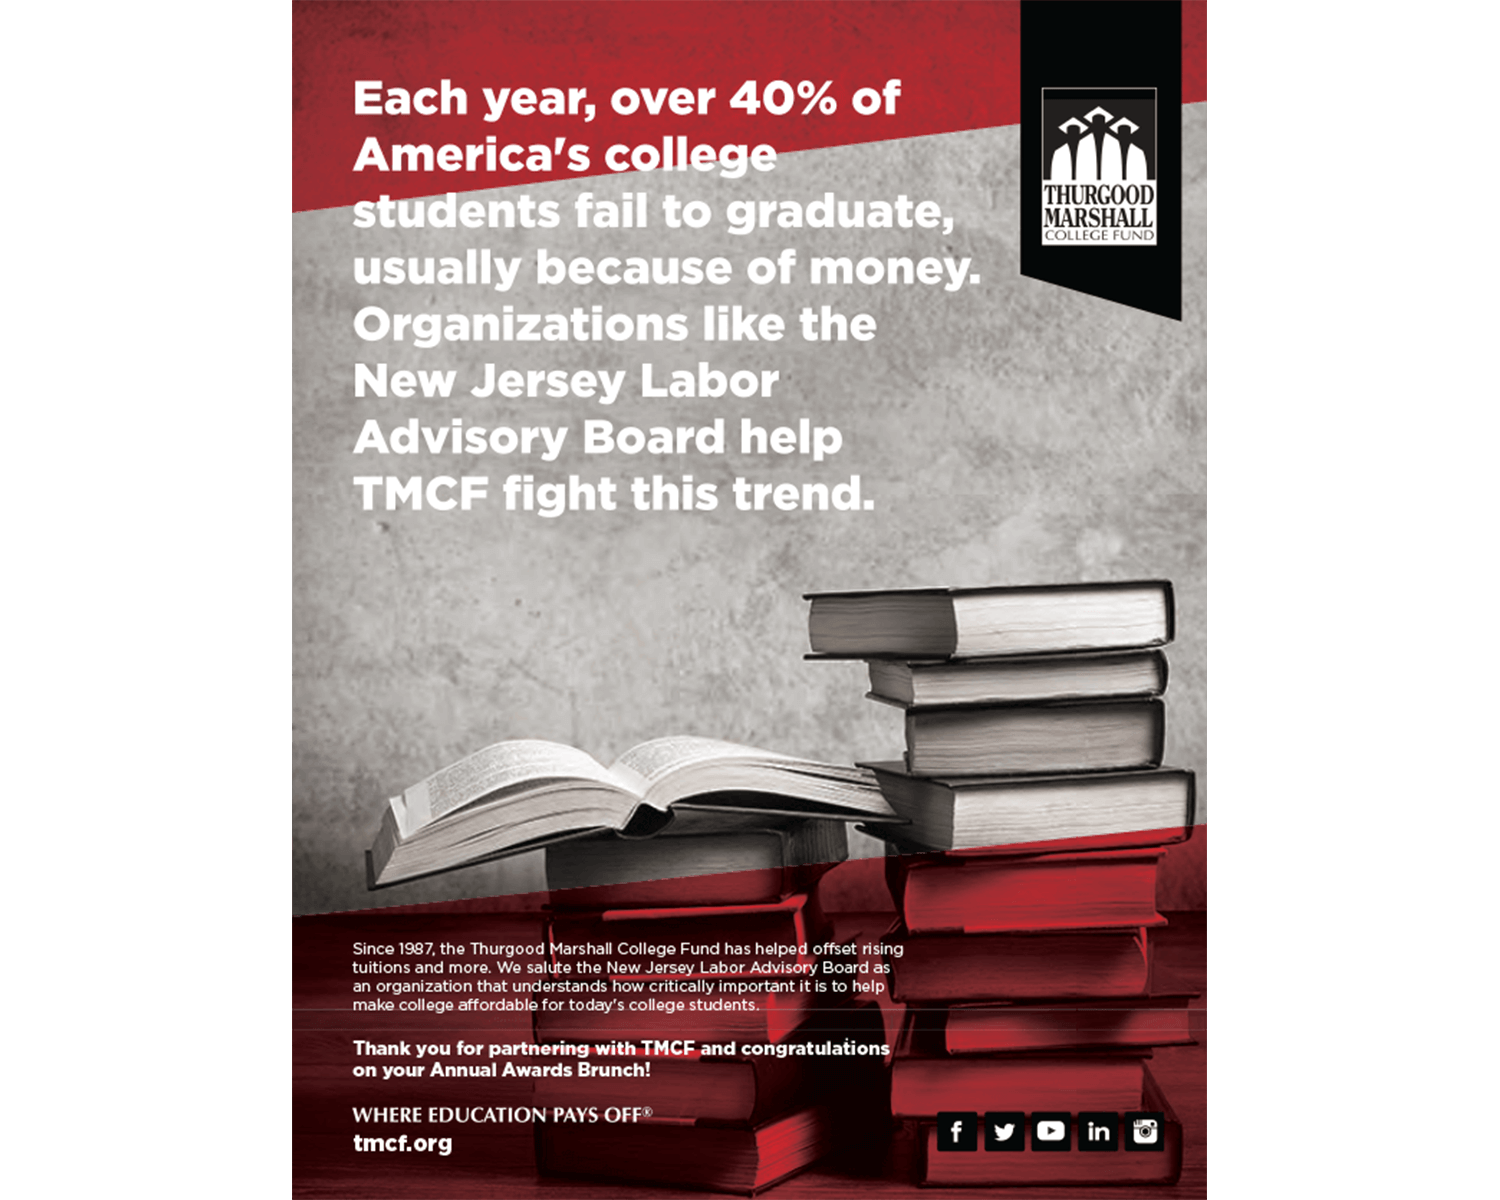 Each year, over 40% of
America's college
students fail to graduate,
usually because of money.
Organizations like the
New Jersey Labor
Advisory Board help
TMCF fight this trend.
THURGOOD
MARSHALL
COLLEGE FUND
Since 1987, the Thurgood Marshall College Fund has helped offset rising
tuitions and more. We salute the New Jersey Labor Advisory Board as
an organization that understands how critically important it is to help
make college affordable for today's college students.
Thank you for partnering with TMCF and congratulations
on your Annual Awards Brunch!
WHERE EDUCATION PAYS OFF®
tmcf.org